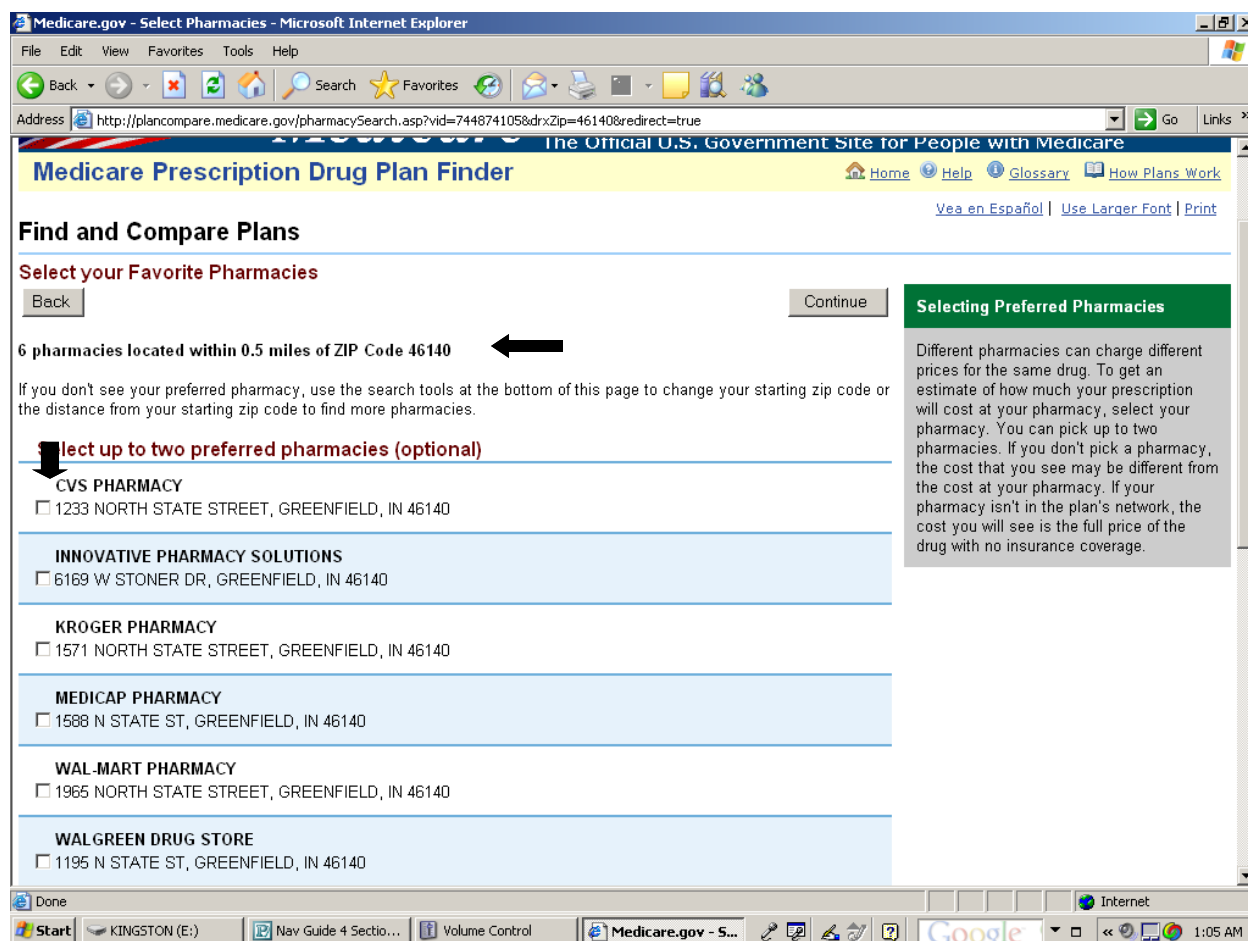 Medicare.gov - Select Pharmacies - Microsoft Internet Explorer
File Edit View Favorites Tools Help
Back Search Favorites
Address http://plancompare.medicare.gov/pharmacySearch.asp?vid=744874105&drxZip=46140&redirect=true Go Links »
The Official U.S. Government Site for People with Medicare
Medicare Prescription Drug Plan Finder Home Help Glossary How Plans Work
Vea en Español | Use Larger Font | Print
Find and Compare Plans
Select your Favorite Pharmacies
Back Continue
6 pharmacies located within 0.5 miles of ZIP Code 46140
If you don't see your preferred pharmacy, use the search tools at the bottom of this page to change your starting zip code or
the distance from your starting zip code to find more pharmacies.
Select up to two preferred pharmacies (optional)
CVS PHARMACY
1233 NORTH STATE STREET, GREENFIELD, IN 46140
INNOVATIVE PHARMACY SOLUTIONS
6169 W STONER DR, GREENFIELD, IN 46140
KROGER PHARMACY
1571 NORTH STATE STREET, GREENFIELD, IN 46140
MEDICAP PHARMACY
1588 N STATE ST, GREENFIELD, IN 46140
WAL-MART PHARMACY
1965 NORTH STATE STREET, GREENFIELD, IN 46140
WALGREEN DRUG STORE
1195 N STATE ST, GREENFIELD, IN 46140
Selecting Preferred Pharmacies
Different pharmacies can charge different
prices for the same drug. To get an
estimate of how much your prescription
will cost at your pharmacy, select your
pharmacy. You can pick up to two
pharmacies. If you don't pick a pharmacy,
the cost that you see may be different from
the cost at your pharmacy. If your
pharmacy isn't in the plan's network, the
cost you will see is the full price of the
drug with no insurance coverage.
Done Internet
Start KINGSTON (E:) Nav Guide 4 Sectio... Volume Control Medicare.gov - S... Google « 1:05 AM